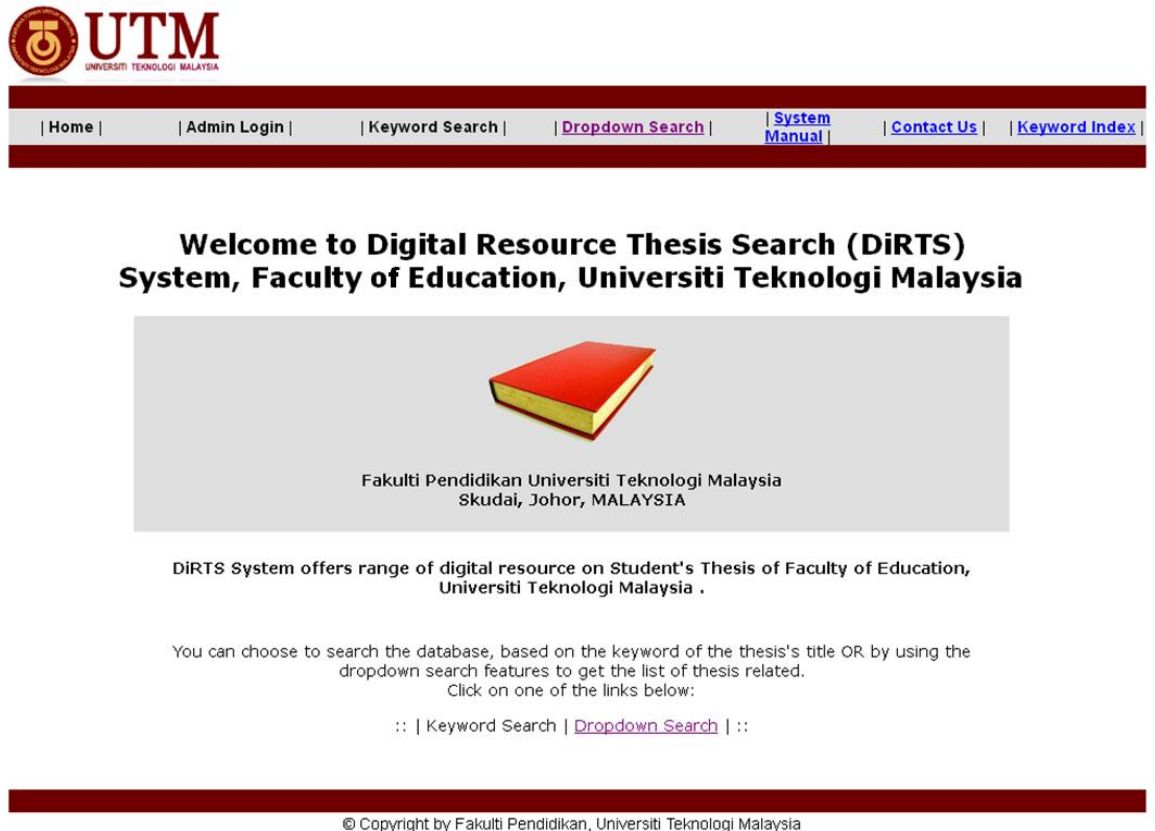 UTM
UNIVERSITI TEKNOLOGI MALAYSIA
| Home | | Admin Login | | Keyword Search | | Dropdown Search | | System Manual | | Contact Us | | Keyword Index |
Welcome to Digital Resource Thesis Search (DiRTS)
System, Faculty of Education, Universiti Teknologi Malaysia
Fakulti Pendidikan Universiti Teknologi Malaysia
Skudai, Johor, MALAYSIA
DiRTS System offers range of digital resource on Student's Thesis of Faculty of Education,
Universiti Teknologi Malaysia .
You can choose to search the database, based on the keyword of the thesis's title OR by using the
dropdown search features to get the list of thesis related.
Click on one of the links below:
:: | Keyword Search | Dropdown Search | ::
© Copyright by Fakulti Pendidikan, Universiti Teknologi Malaysia